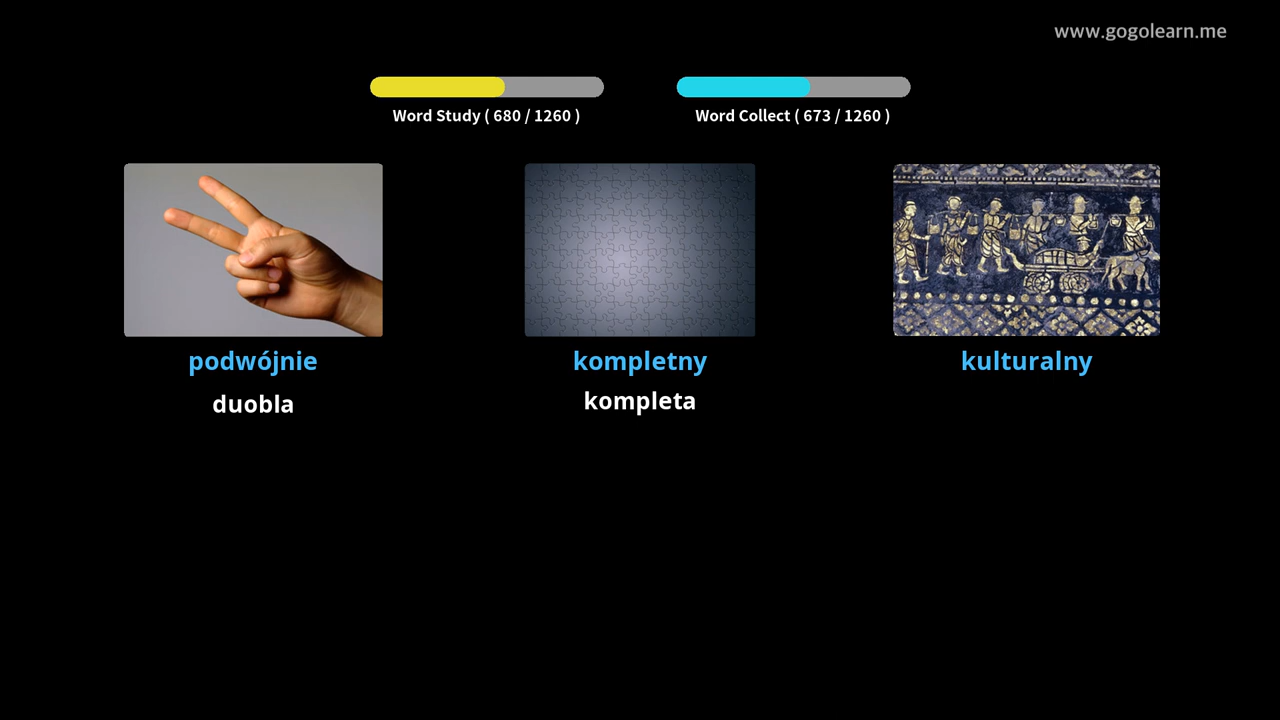 www.gogolearn.me
Word Study ( 680 / 1260 )
Word Collect ( 673 / 1260 )
podwójnie
kompletny
kulturalny
duobla
kompleta